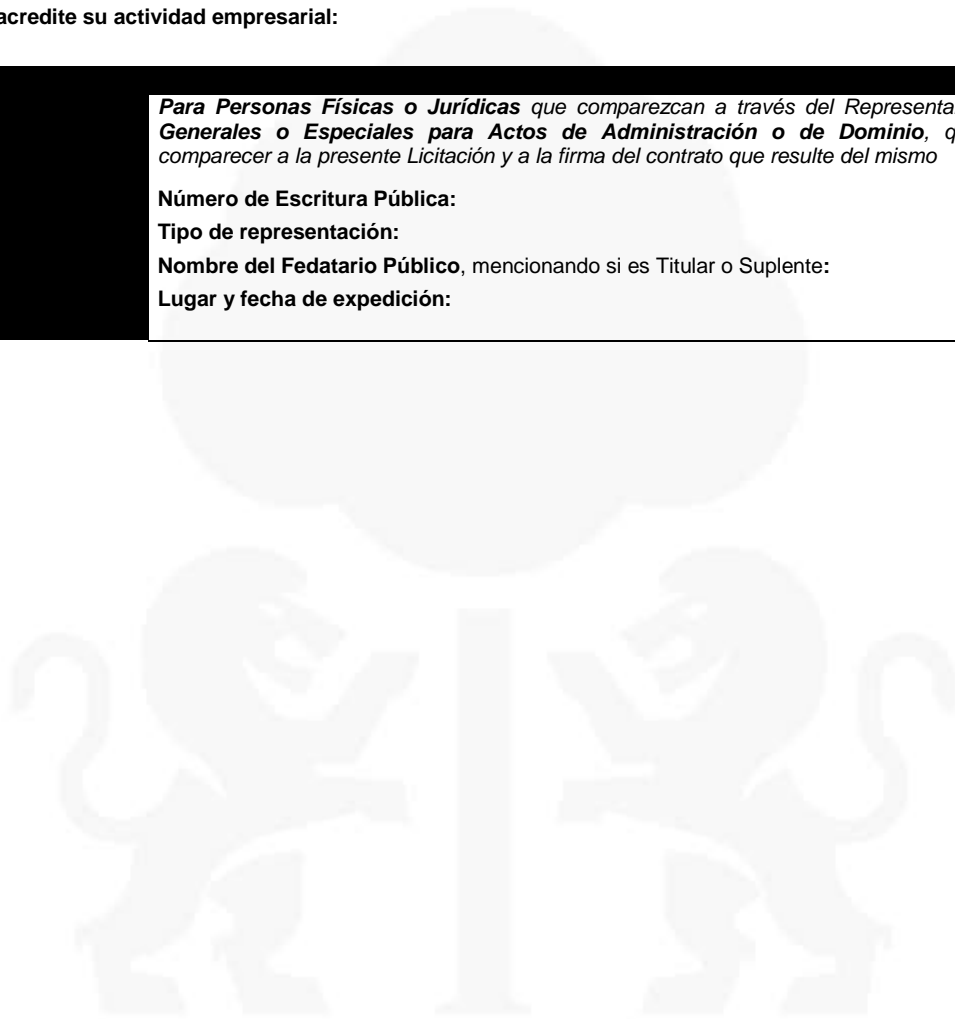 acredite su actividad empresarial:
Para Personas Físicas o Jurídicas que comparezcan a través del
Generales o Especiales para Actos de Administración o de Dominio,
comparecer a la presente Licitación y a la firma del contrato que resulte del mismo
Número de Escritura Pública:
Tipo de representación:
Nombre del Fedatario Público, mencionando si es Titular o Suplente:
Lugar y fecha de expedición: